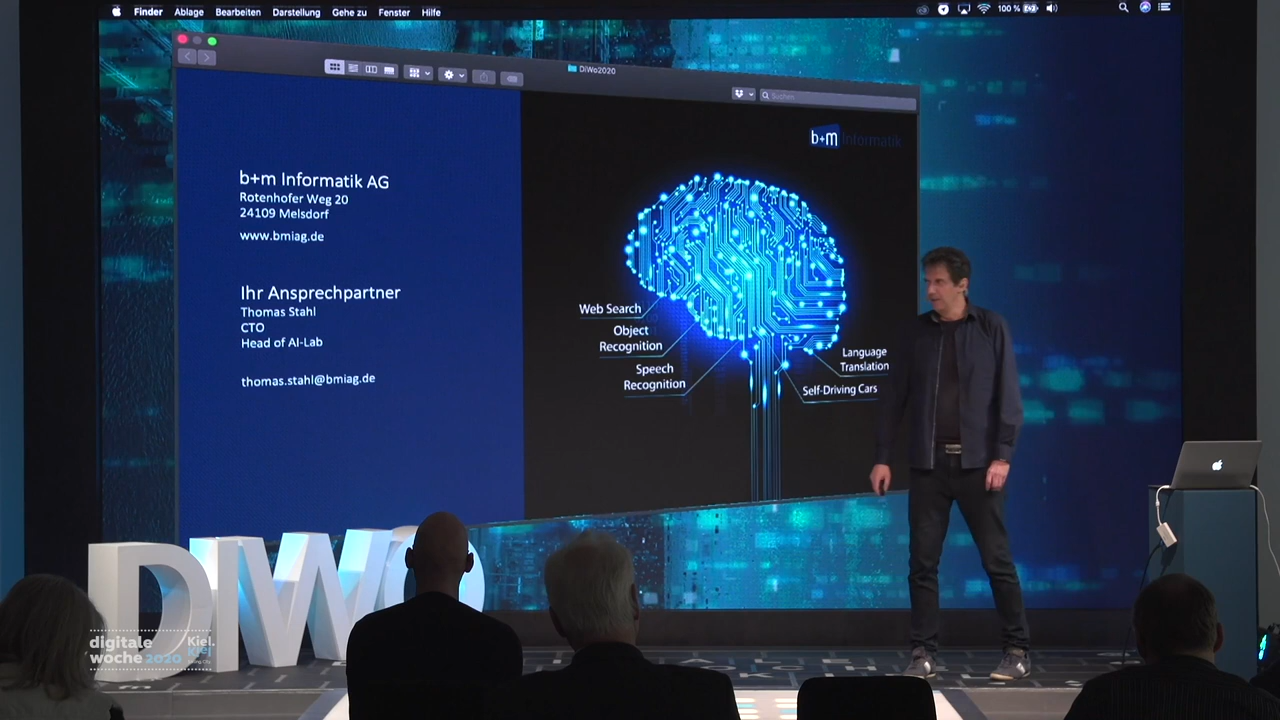 Finder Ablage Bearbeiten Darstellung Gehe zu Fenster Hilfe 100 %
DiWo2020
Suchen
b+m Informatik
b+m Informatik AG
Rotenhofer Weg 20
24109 Melsdorf
www.bmiag.de
Ihr Ansprechpartner
Thomas Stahl
CTO
Head of AI-Lab
thomas.stahl@bmiag.de
Web Search
Object
Recognition
Speech
Recognition
Language
Translation
Self-Driving Cars
DIWO
digitale
woche 2020
Kiel.